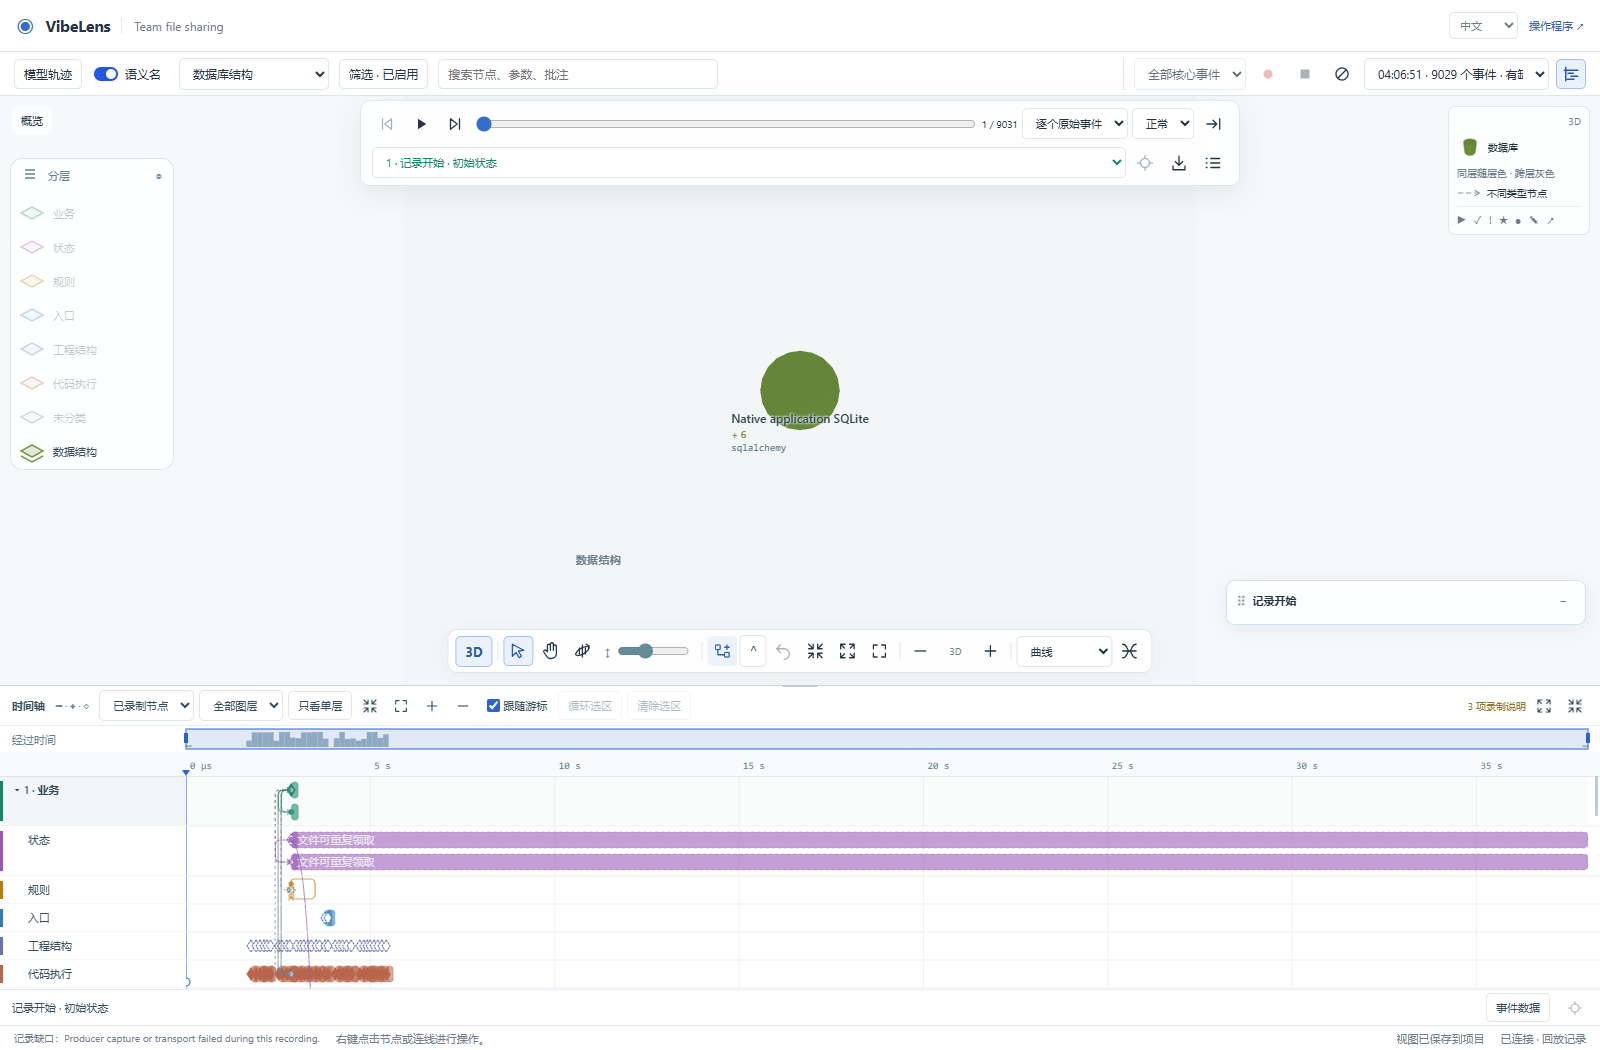 VibeLens Team file sharing 中文 操作程序 ↗
模型轨迹 语义名 数据库结构 筛选 · 已启用 搜索节点、参数、批注 全部核心事件 04:06:51 · 9029 个事件 · 有缺
概览
1 / 9031 逐个原始事件 正常
1 · 记录开始 · 初始状态
3D
数据库
同层随层色 · 跨层灰色
不同类型节点
分层
业务
状态
规则
入口
工程结构
代码执行
未分类
数据结构
Native application SQLite
+ 6
sqlalchemy
数据结构
记录开始
3D 3D 曲线
时间轴 已录制节点 全部图层 只看单层 跟随游标 循环选区 清除选区 3 项录制说明
经过时间
0 μs 5 s 10 s 15 s 20 s 25 s 30 s 35 s
1 · 业务
状态 文件可重复领取
文件可重复领取
规则
入口
工程结构
代码执行
记录开始 · 初始状态 事件数据
记录缺口: Producer capture or transport failed during this recording. 右键点击节点或连线进行操作。 视图已保存到项目 已连接 · 回放记录